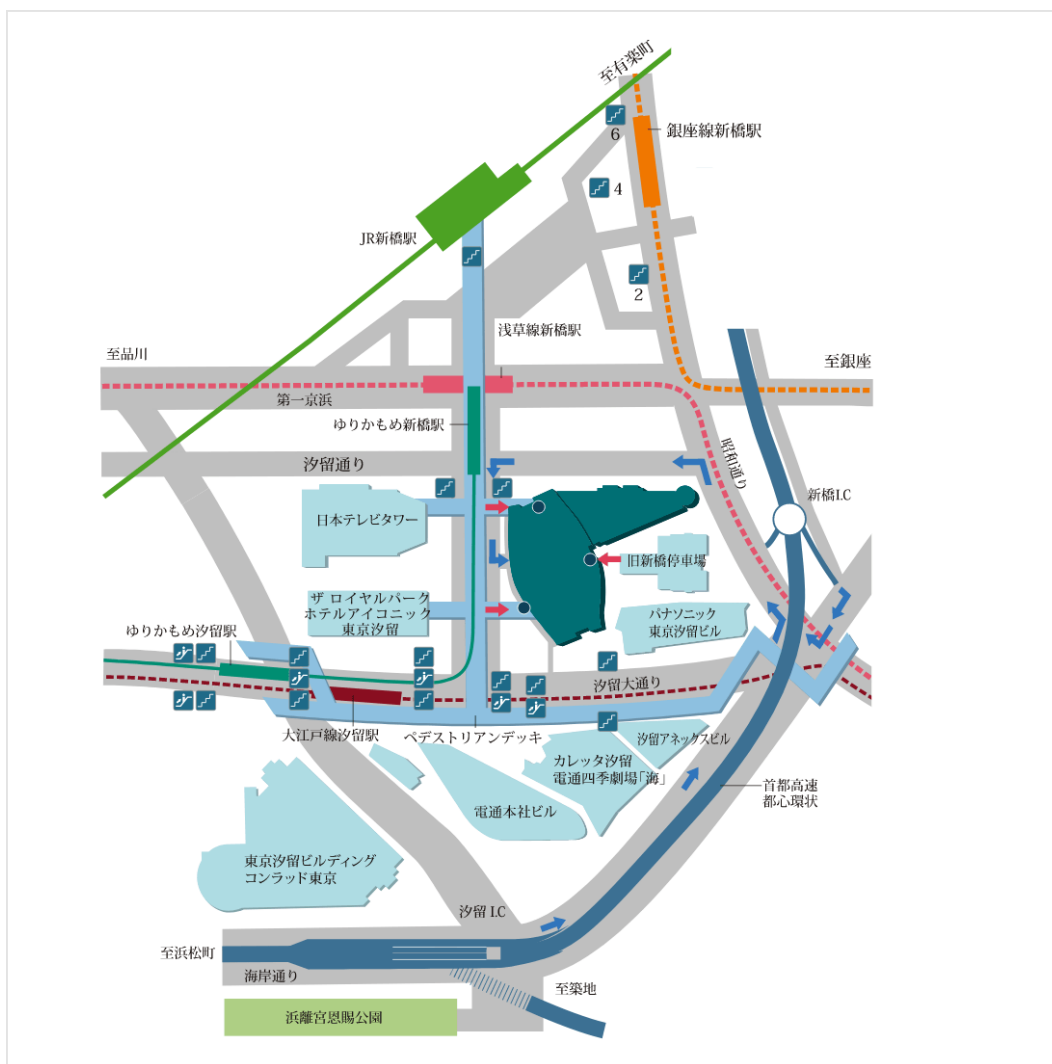 至有楽町
6
銀座線新橋駅
4
JR新橋駅
2
浅草線新橋駅
至品川
至銀座
第一京浜
ゆりかもめ新橋駅
汐留通り
昭和通り
新橋I.C
日本テレビタワー
旧新橋停車場
ザ ロイヤルパーク
ホテルアイコニック
東京汐留
パナソニック
東京汐留ビル
ゆりかもめ汐留駅
汐留大通り
大江戸線汐留駅
ペデストリアンデッキ
汐留アネックスビル
カレッタ汐留
電通四季劇場「海」
首都高速
都心環状
電通本社ビル
東京汐留ビルディング
コンラッド東京
汐留 I.C
至浜松町
海岸通り
至築地
浜離宮恩賜公園